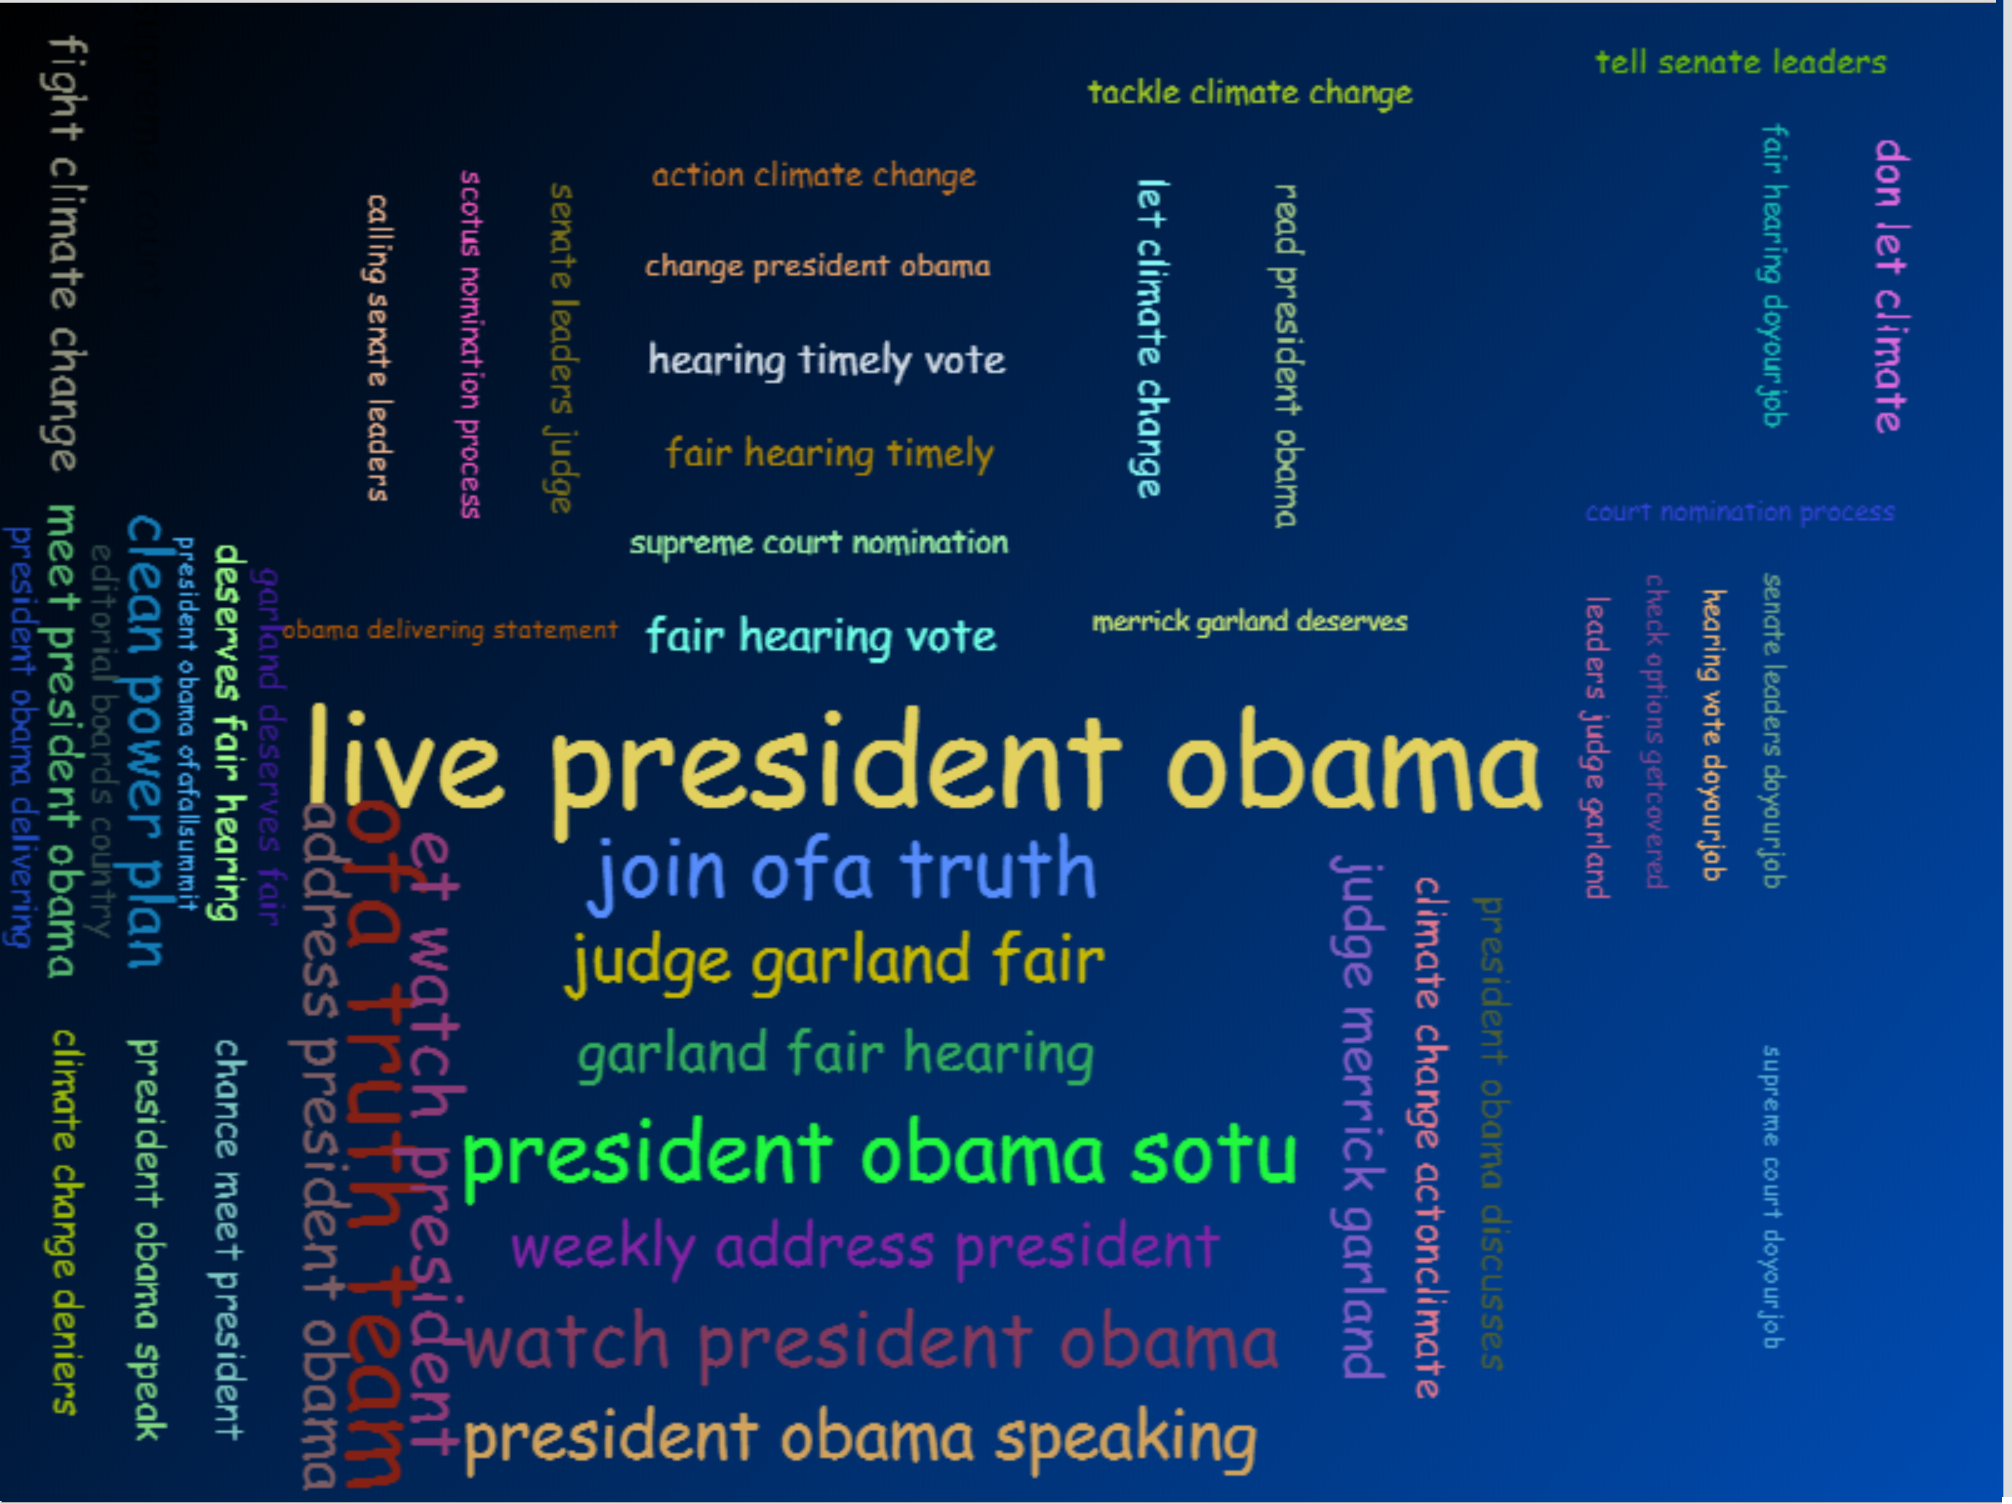 fight climate change
supreme court
tell senate leaders
tackle climate change
fair hearing doyourjob
don let climate
action climate change
calling senate leaders
scotus nomination process
senate leaders judge
let climate change
read president obama
change president obama
hearing timely vote
fair hearing timely
court nomination process
supreme court nomination
president obama delivering
meet president obama
editorial boards country
clean power plan
president obama ofafallsummit
deserves fair hearing
garland deserves fair
obama delivering statement
fair hearing vote
merrick garland deserves
leaders judge garland
check options getcovered
hearing vote doyourjob
senate leaders doyourjob
live president obama
address president obama
ofa truth team
et watch president
join ofa truth
judge merrick garland
climate change actonclimate
president obama discusses
judge garland fair
garland fair hearing
climate change deniers
president obama speak
chance meet president
supreme court doyourjob
president obama sotu
weekly address president
watch president obama
president obama speaking